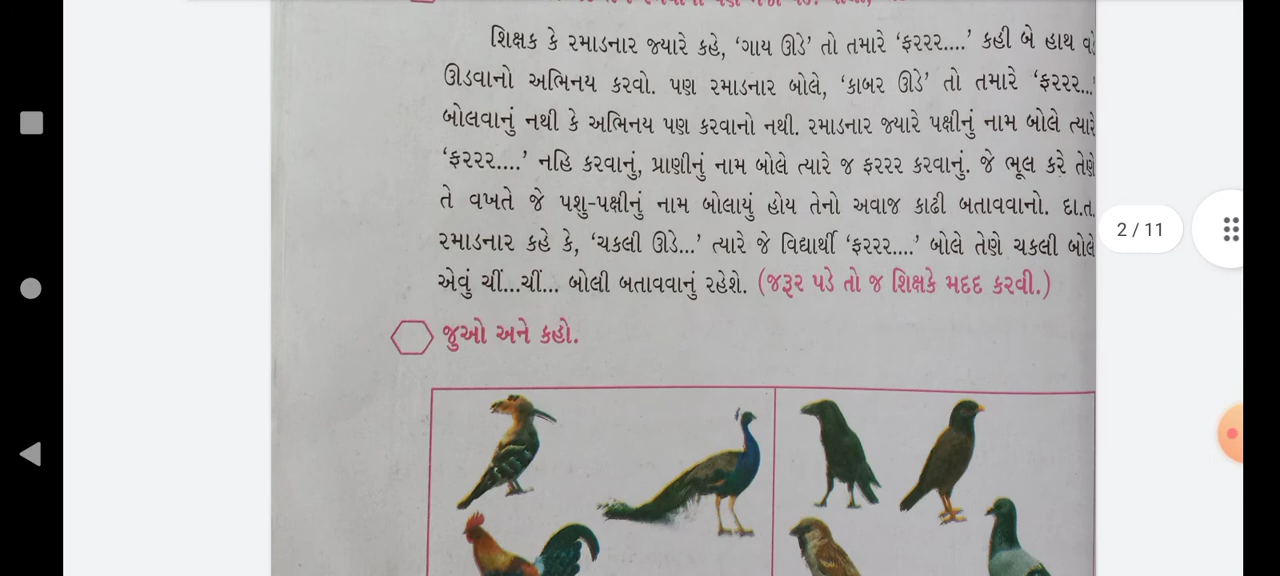 શિક્ષક કે રમાડનાર જ્યારે કહે, ‘ગાય ઊડે’ તો તમારે ‘ફરરર....’ કહી બે હાથ વડે
ઊડવાનો અભિનય કરવો. પણ રમાડનાર બોલે, ‘કાબર ઊડે’ તો તમારે ‘ફરરર...’
બોલવાનું નથી કે અભિનય પણ કરવાનો નથી. રમાડનાર જ્યારે પક્ષીનું નામ બોલે ત્યારે
‘ફરરર....’ નહિ કરવાનું, પ્રાણીનું નામ બોલે ત્યારે જ ફરરર કરવાનું. જે ભૂલ કરે તેણે
તે વખતે જે પશુ-પક્ષીનું નામ બોલાયું હોય તેનો અવાજ કાઢી બતાવવાનો. દા.ત.
રમાડનાર કહે કે, ‘ચકલી ઊડે...’ ત્યારે જે વિદ્યાર્થી ‘ફરરર....’ બોલે તેણે ચકલી બોલે
એવું ચીં...ચીં... બોલી બતાવવાનું રહેશે. (જરૂર પડે તો જ શિક્ષકે મદદ કરવી.)
જુઓ અને કહો.
2 / 11